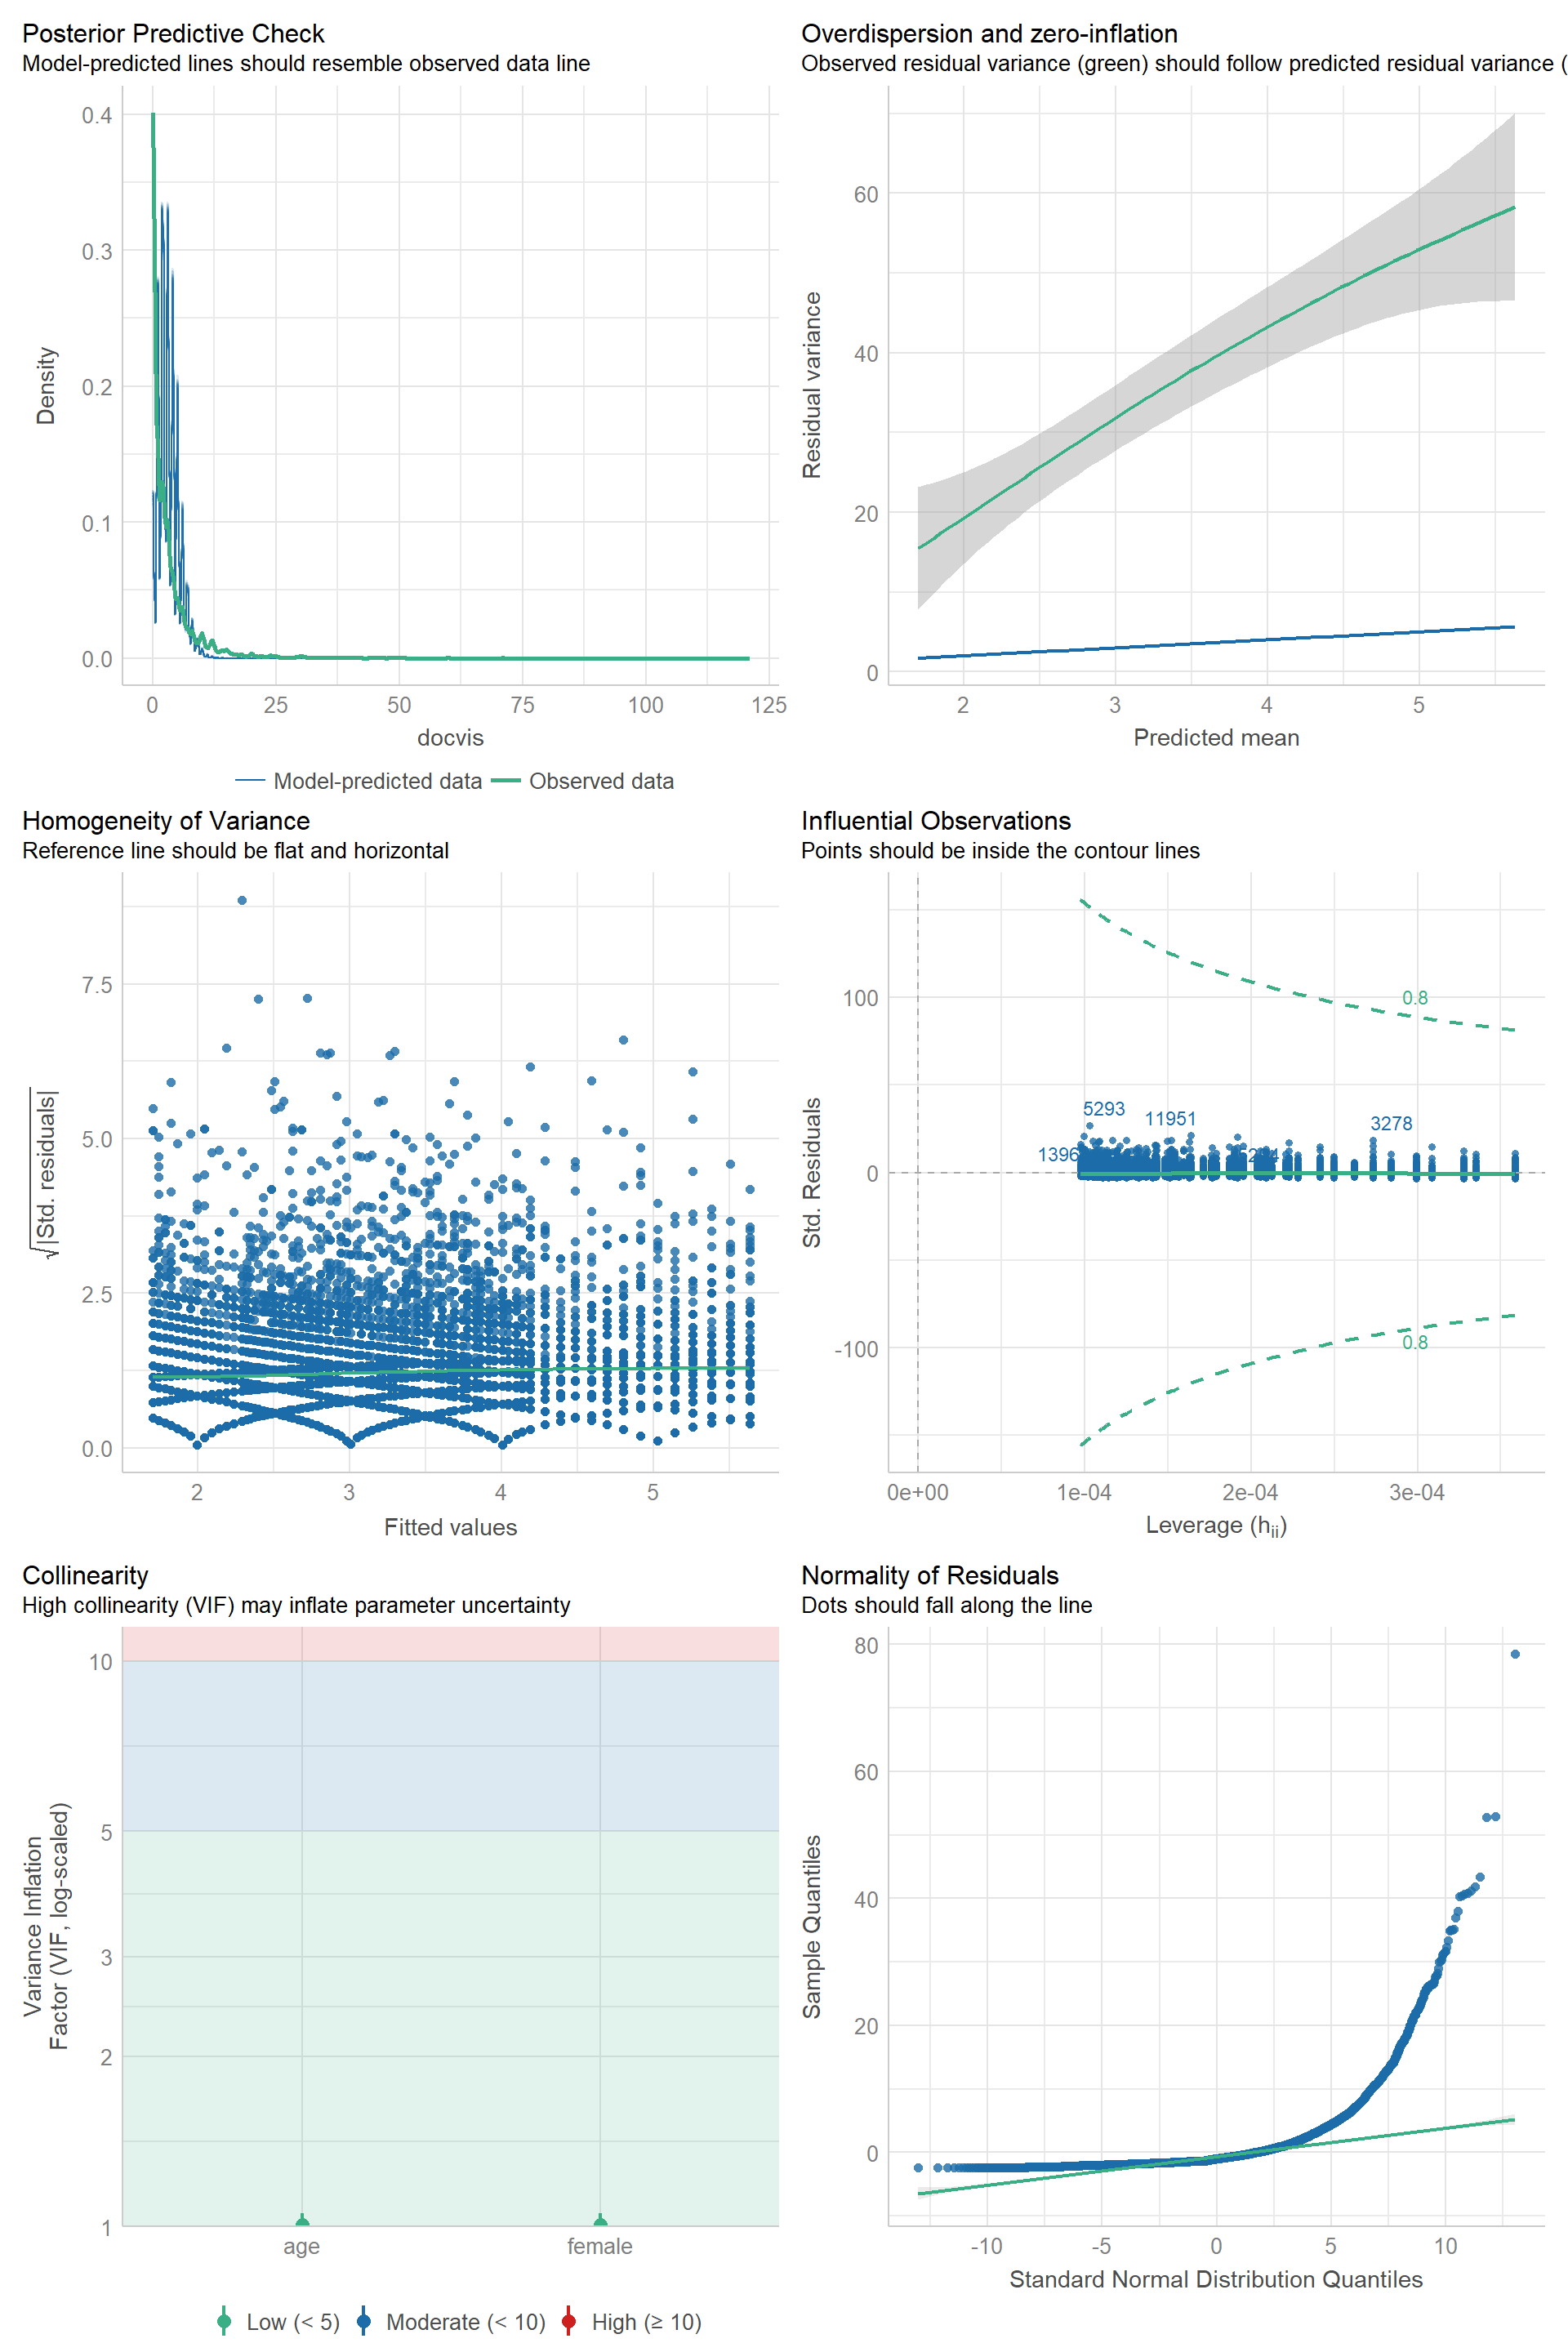 Posterior Predictive Check
Model-predicted lines should resemble observed data line
0.4
0.3
0.2
0.1
0.0
Density
0 25 50 75 100 125
docvis
Model-predicted data Observed data
Overdispersion and zero-inflation
Observed residual variance (green) should follow predicted residual variance (
60
40
20
0
Residual variance
2 3 4 5
Predicted mean
Homogeneity of Variance
Reference line should be flat and horizontal
7.5
5.0
2.5
0.0
√|Std. residuals|
2 3 4 5
Fitted values
Influential Observations
Points should be inside the contour lines
100
0
-100
Std. Residuals
0.8
5293
11951
3278
1396
0.8
0e+00 1e-04 2e-04 3e-04
Leverage (hii)
Collinearity
High collinearity (VIF) may inflate parameter uncertainty
10
5
3
2
1
Variance Inflation
Factor (VIF, log-scaled)
age female
Low (< 5) Moderate (< 10) High (≥ 10)
Normality of Residuals
Dots should fall along the line
80
60
40
20
0
Sample Quantiles
-10 -5 0 5 10
Standard Normal Distribution Quantiles